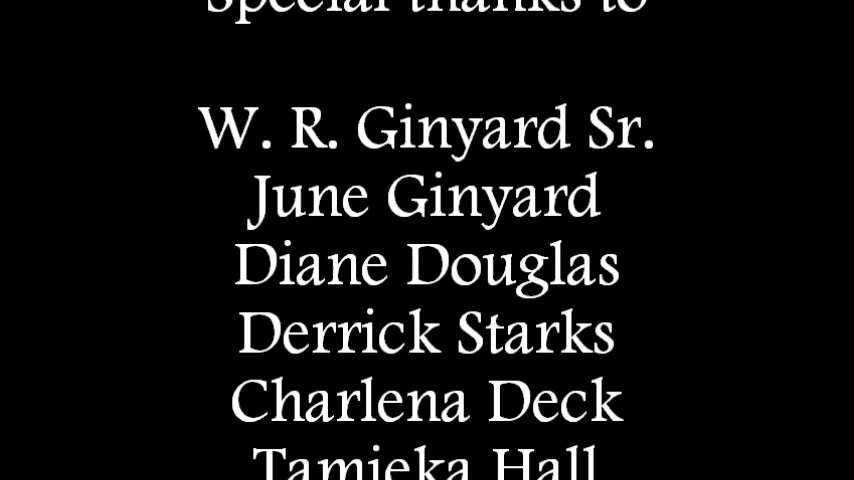 Special thanks to
W. R. Ginyard Sr.
June Ginyard
Diane Douglas
Derrick Starks
Charlena Deck
Tamieka Hall